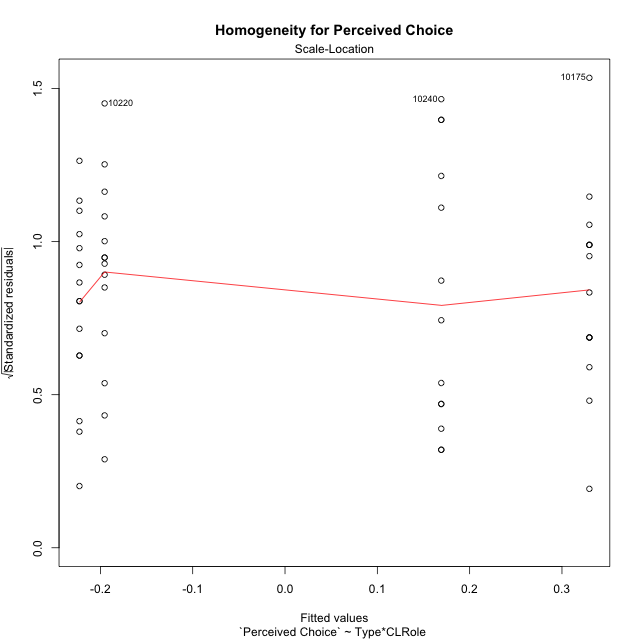 Homogeneity for Perceived Choice
Scale-Location
10175
10240
10220
1.5
1.0
0.5
0.0
√|Standardized residuals|
-0.2 -0.1 0.0 0.1 0.2 0.3
Fitted values
`Perceived Choice` ~ Type*CLRole